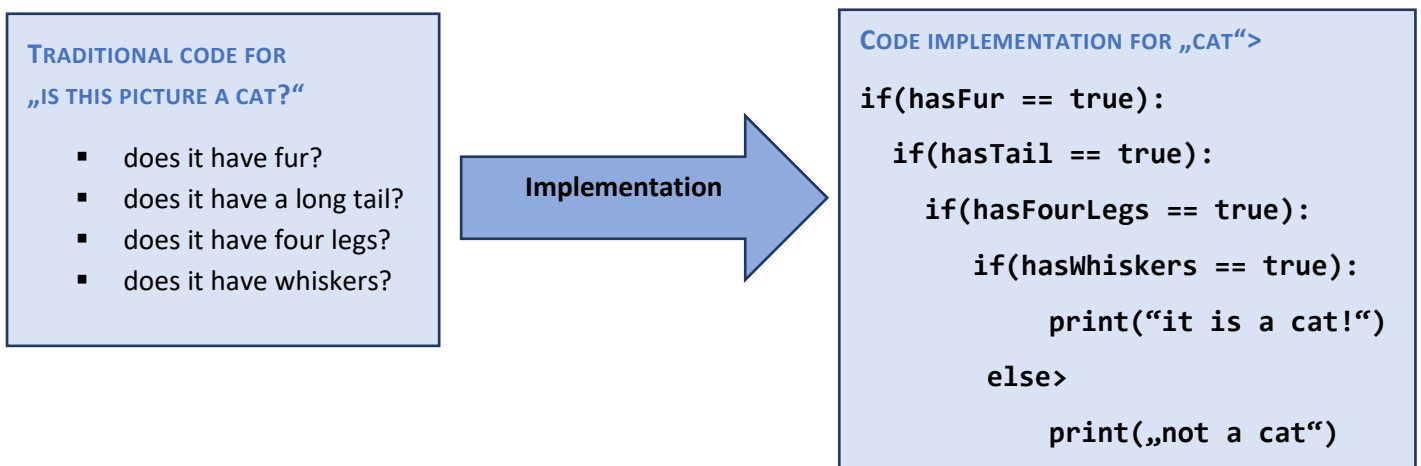 TRADITIONAL CODE FOR
„IS THIS PICTURE A CAT?“
▪ does it have fur?
▪ does it have a long tail?
▪ does it have four legs?
▪ does it have whiskers?
Implementation
CODE IMPLEMENTATION FOR „CAT“>
if(hasFur == true):
if(hasTail == true):
if(hasFourLegs == true):
if(hasWhiskers == true):
print(“it is a cat!“)
else>
print(„not a cat“)